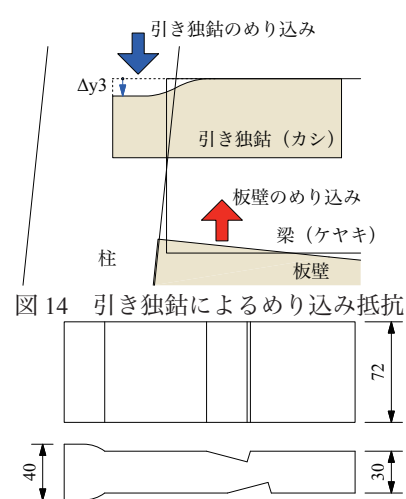 引き独鈷のめり込み
Δy3
引き独鈷（カシ）
板壁のめり込み
梁（ケヤキ）
柱
板壁
図 14　引き独鈷によるめり込み抵抗
72
40
30